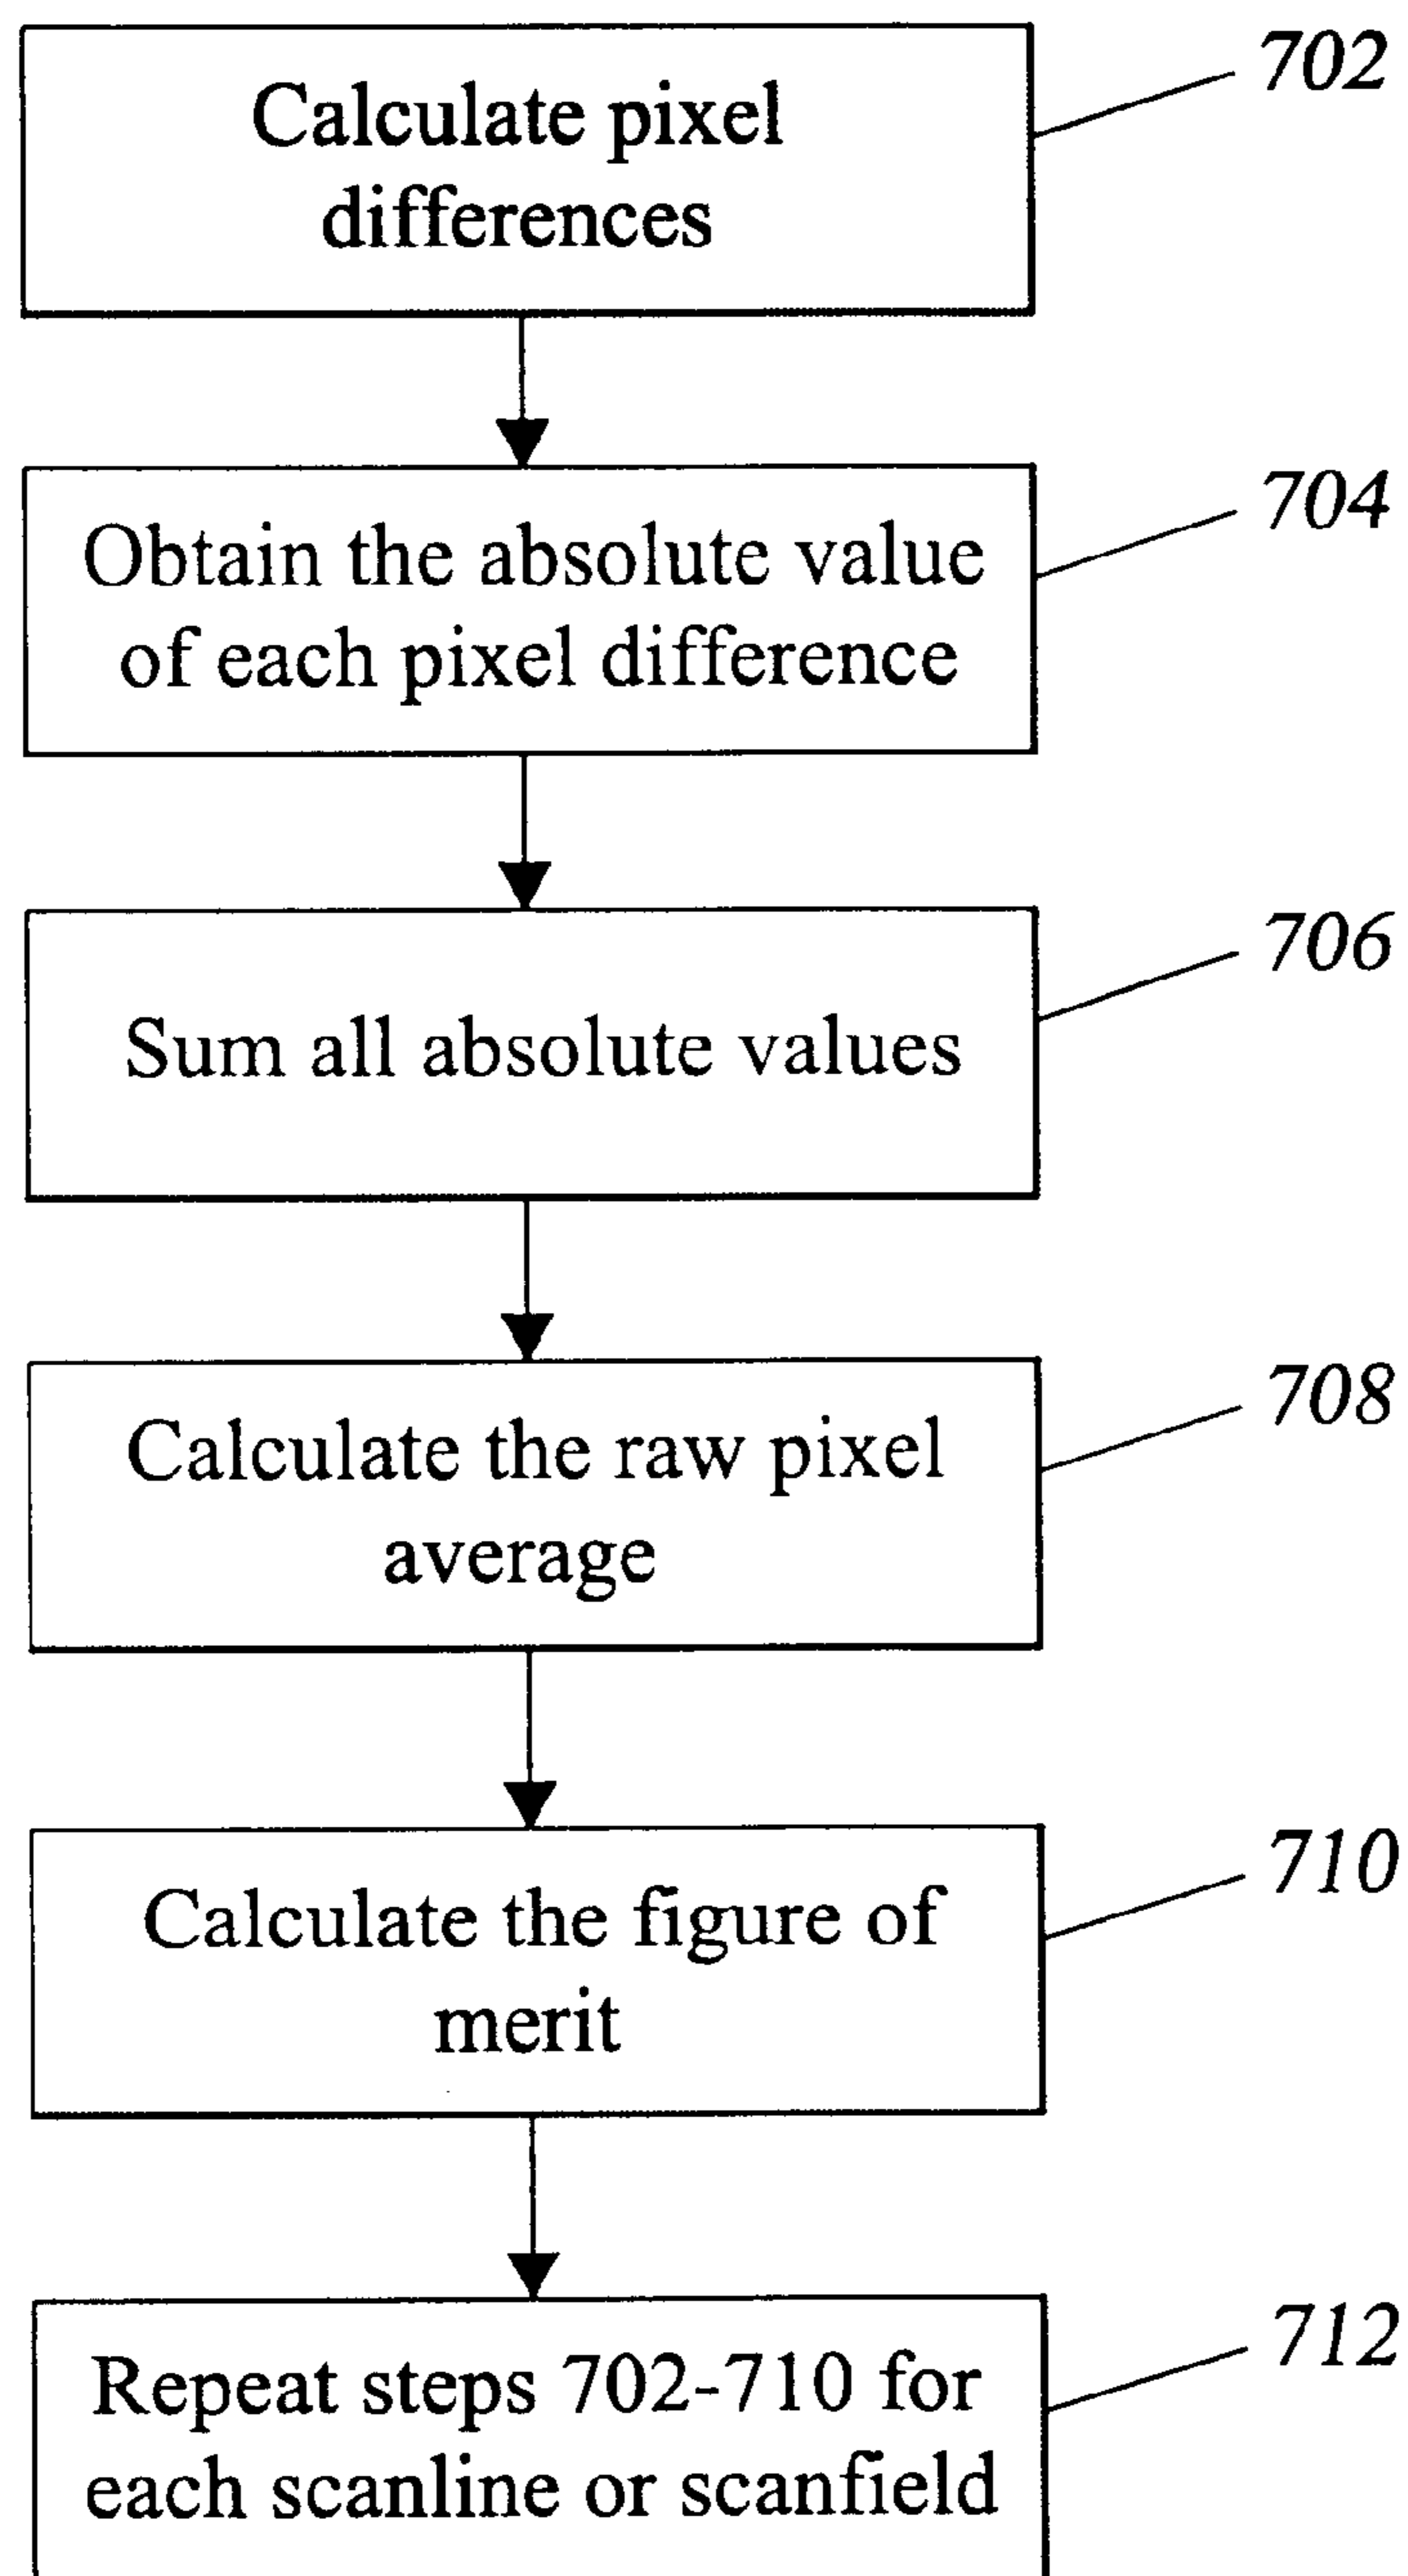 Calculate pixel
differences
702
Obtain the absolute value
of each pixel difference
704
Sum all absolute values
706
Calculate the raw pixel
average
708
Calculate the figure of
merit
710
Repeat steps 702-710 for
each scanline or scanfield
712